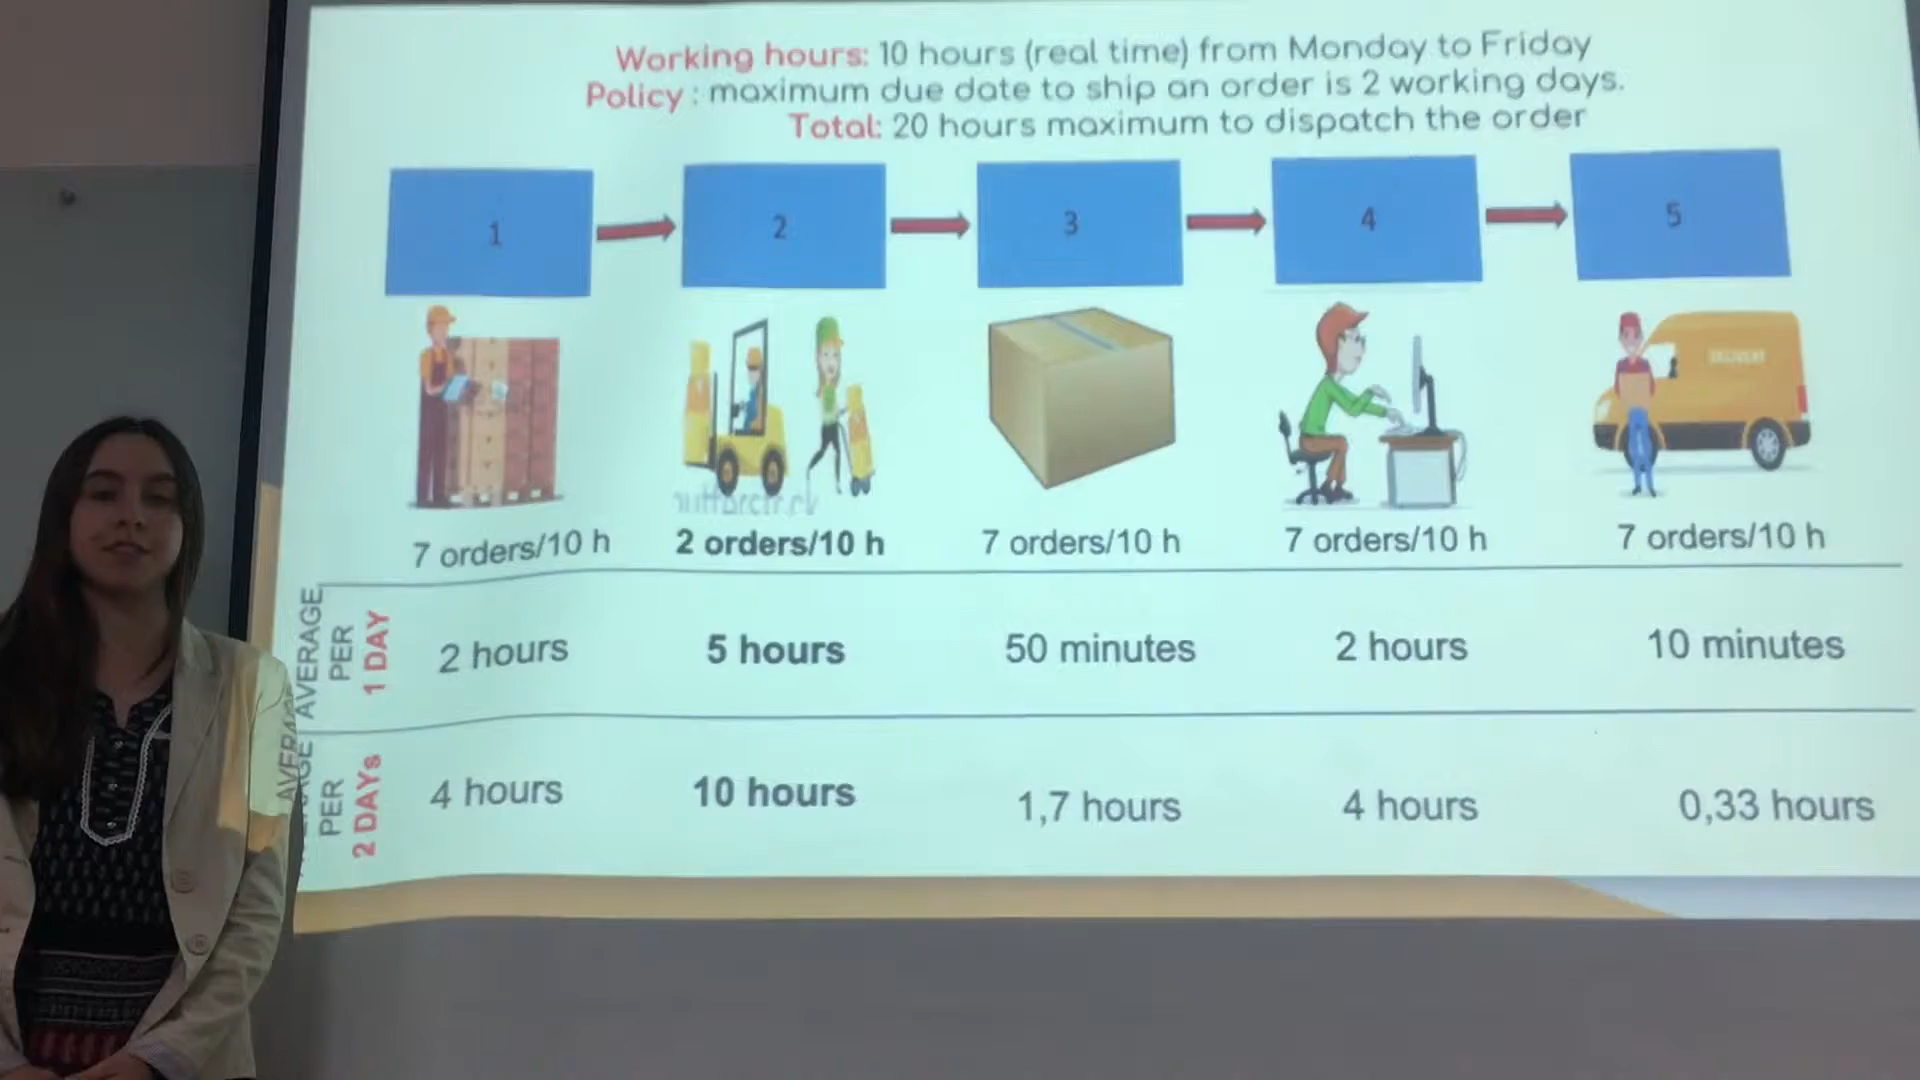 Working hours: 10 hours (real time) from Monday to Friday
Policy : maximum due date to ship an order is 2 working days.
Total: 20 hours maximum to dispatch the order
1
2
3
4
5
DELIVERY
7 orders/10 h
2 orders/10 h
7 orders/10 h
7 orders/10 h
7 orders/10 h
AVERAGE
PER
1 DAY
2 hours
5 hours
50 minutes
2 hours
10 minutes
AVERAGE
PER
2 DAYs
4 hours
10 hours
1,7 hours
4 hours
0,33 hours